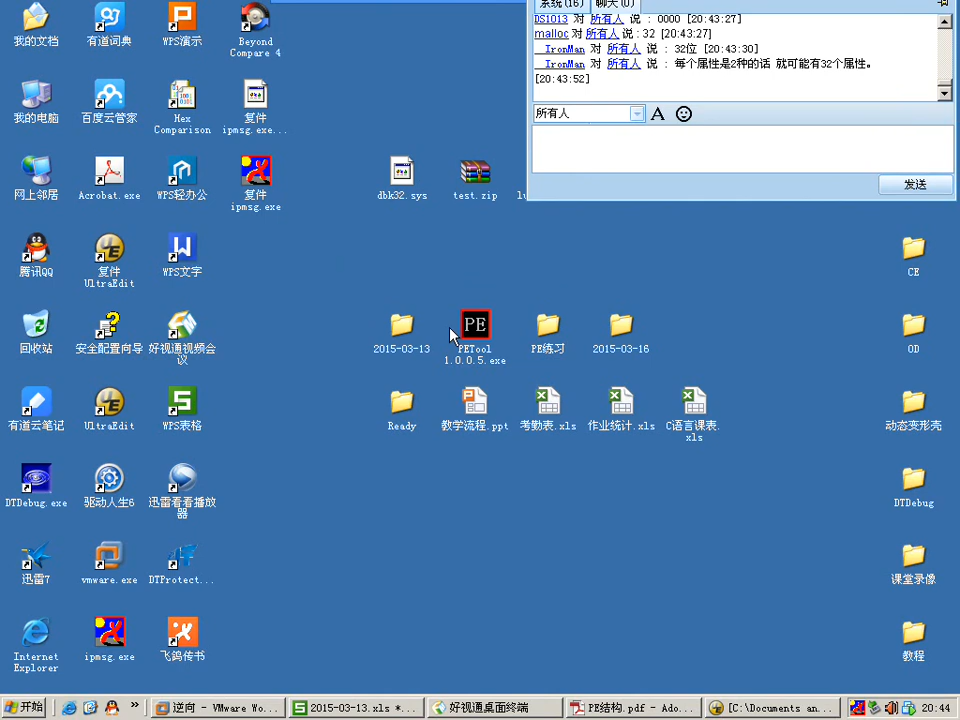 我的文档
有道词典
WPS演示
Beyond
Compare 4
我的电脑
百度云管家
Hex
Comparison
复件
ipmsg.exe...
网上邻居
Acrobat.exe
WPS轻办公
复件
ipmsg.exe
dbk32.sys
test.zip
系统(16)
聊天(0)
DS1013 对 所有人 说 : 0000 [20:43:27]
malloc 对 所有人 说 : 32 [20:43:27]
IronMan 对 所有人 说 : 32位 [20:43:30]
IronMan 对 所有人 说 : 每个属性是2种的话 就可能有32个属性。
[20:43:52]
所有人
A
发送
腾讯QQ
复件
UltraEdit
WPS文字
CE
回收站
安全配置向导
好视通视频会
议
2015-03-13
PE
PETool
1.0.0.5.exe
PE练习
2015-03-16
OD
有道云笔记
UltraEdit
WPS表格
Ready
教学流程.ppt
考勤表.xls
作业统计.xls
C语言课表.
xls
动态变形壳
DTDebug.exe
驱动人生6
迅雷看看播放
器
DTDebug
迅雷7
vmware.exe
DTProtect...
课堂录像
Internet
Explorer
ipmsg.exe
飞鸽传书
教程
开始
逆向 - VMware Wo...
2015-03-13.xls *...
好视通桌面终端
PE结构.pdf - Ado...
[C:\Documents an...
20:44